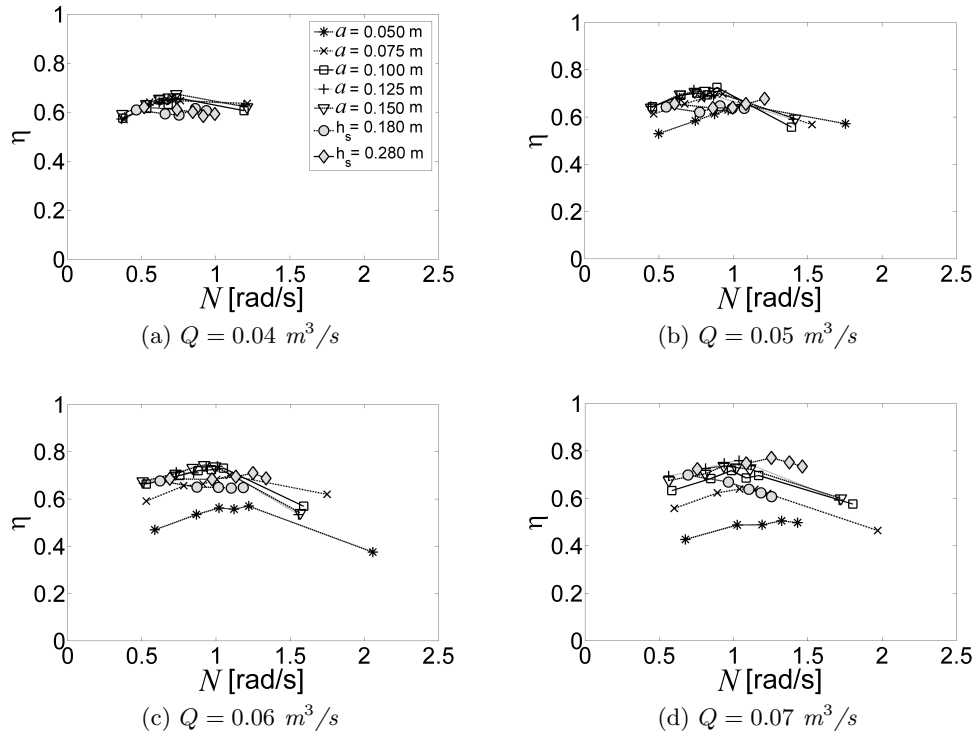 1
0.8
0.6
0.4
0.2
0
η
0 0.5 1 1.5 2 2.5
N [rad/s]
a = 0.050 m
a = 0.075 m
a = 0.100 m
a = 0.125 m
a = 0.150 m
h_s = 0.180 m
h_s = 0.280 m
(a) Q = 0.04 m³/s
1
0.8
0.6
0.4
0.2
0
η
0 0.5 1 1.5 2 2.5
N [rad/s]
(b) Q = 0.05 m³/s
1
0.8
0.6
0.4
0.2
0
η
0 0.5 1 1.5 2 2.5
N [rad/s]
(c) Q = 0.06 m³/s
1
0.8
0.6
0.4
0.2
0
η
0 0.5 1 1.5 2 2.5
N [rad/s]
(d) Q = 0.07 m³/s